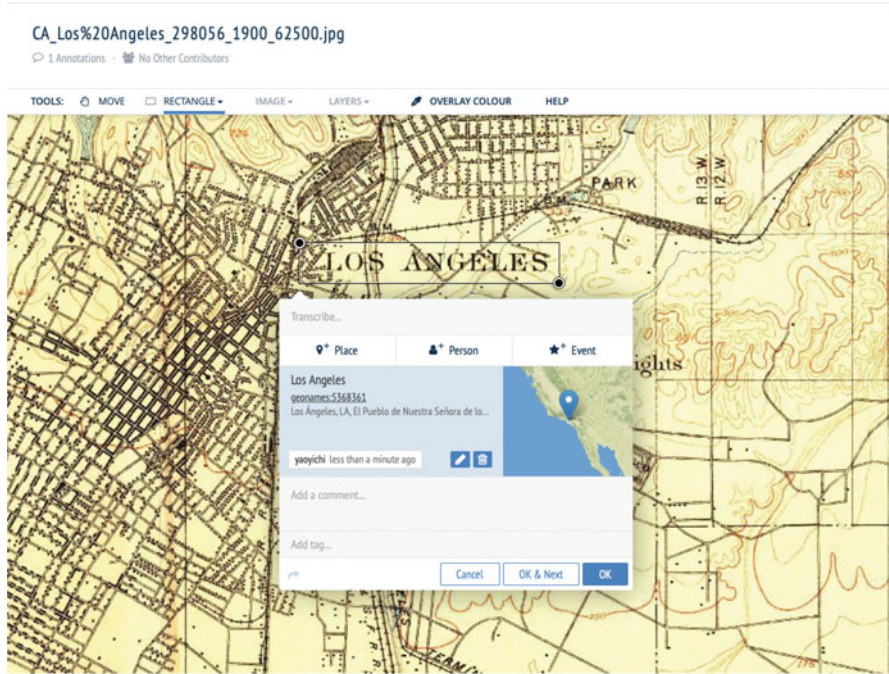 CA_Los%20Angeles_298056_1900_62500.jpg
1 Annotations · No Other Contributors
TOOLS: MOVE RECTANGLE IMAGE LAYERS OVERLAY COLOUR HELP
PARK
R.13.W.
R.12.W.
B.M.
B.M.
LOS ANGELES
Transcribe...
Place Person Event
ights
Los Angeles
geonames:5368361
Los Ángeles, LA, El Pueblo de Nuestra Señora de lo...
yaoyichi less than a minute ago
Add a comment...
Add tag...
Cancel OK & Next OK